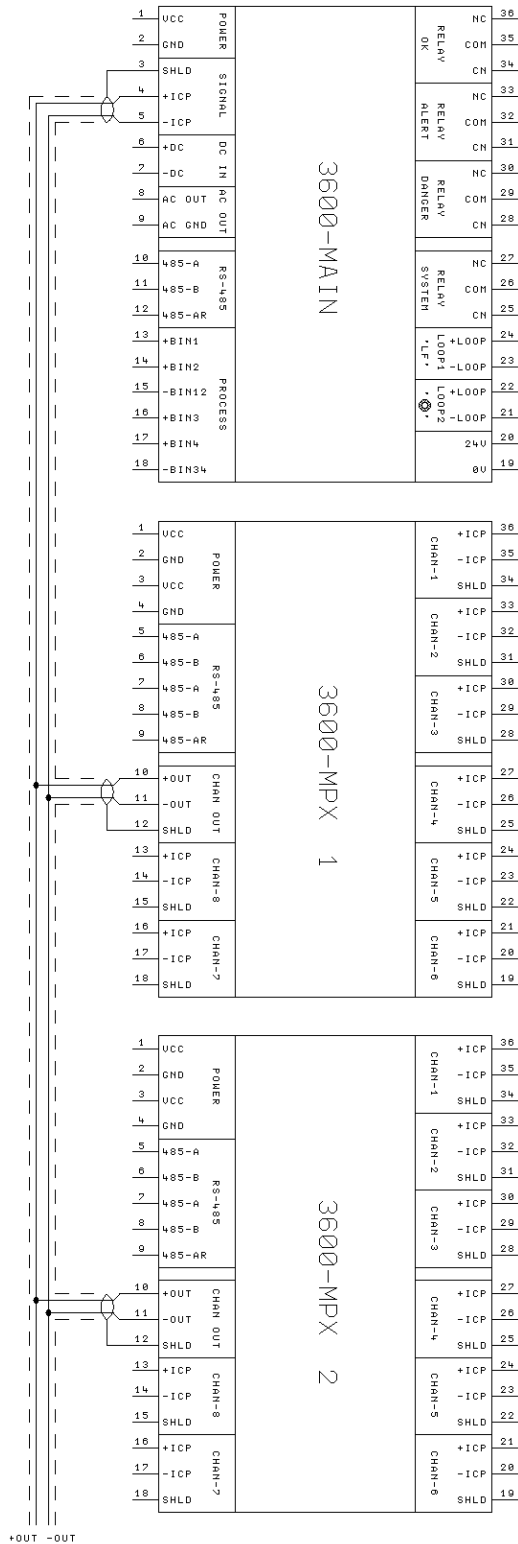 1 VCC
2 GND
POWER
3 SHLD
4 +ICP
5 -ICP
SIGNAL
6 +DC
7 -DC
DC IN
8 AC OUT
9 AC GND
AC OUT
10 485-A
11 485-B
12 485-AR
RS-485
13 +BIN1
14 +BIN2
15 -BIN12
16 +BIN3
17 +BIN4
18 -BIN34
PROCESS
3600-MAIN
RELAY
OK
NC 36
COM 35
CN 34
RELAY
ALERT
NC 33
COM 32
CN 31
RELAY
DANGER
NC 30
COM 29
CN 28
RELAY
SYSTEM
NC 27
COM 26
CN 25
LOOP1
'LF'
+LOOP 24
-LOOP 23
LOOP2
+LOOP 22
-LOOP 21
24V 20
0V 19
1 VCC
2 GND
3 VCC
4 GND
POWER
5 485-A
6 485-B
7 485-A
8 485-B
9 485-AR
RS-485
10 +OUT
11 -OUT
12 SHLD
CHAN OUT
13 +ICP
14 -ICP
15 SHLD
CHAN-8
16 +ICP
17 -ICP
18 SHLD
CHAN-7
3600-MPX 1
CHAN-1
+ICP 36
-ICP 35
SHLD 34
CHAN-2
+ICP 33
-ICP 32
SHLD 31
CHAN-3
+ICP 30
-ICP 29
SHLD 28
CHAN-4
+ICP 27
-ICP 26
SHLD 25
CHAN-5
+ICP 24
-ICP 23
SHLD 22
CHAN-6
+ICP 21
-ICP 20
SHLD 19
1 VCC
2 GND
3 VCC
4 GND
POWER
5 485-A
6 485-B
7 485-A
8 485-B
9 485-AR
RS-485
10 +OUT
11 -OUT
12 SHLD
CHAN OUT
13 +ICP
14 -ICP
15 SHLD
CHAN-8
16 +ICP
17 -ICP
18 SHLD
CHAN-7
3600-MPX 2
CHAN-1
+ICP 36
-ICP 35
SHLD 34
CHAN-2
+ICP 33
-ICP 32
SHLD 31
CHAN-3
+ICP 30
-ICP 29
SHLD 28
CHAN-4
+ICP 27
-ICP 26
SHLD 25
CHAN-5
+ICP 24
-ICP 23
SHLD 22
CHAN-6
+ICP 21
-ICP 20
SHLD 19
+OUT -OUT